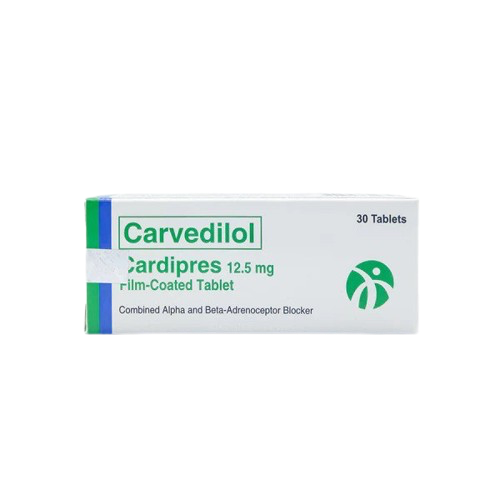 30 Tablets
Carvedilol
Cardipres 12.5 mg
Film-Coated Tablet
Combined Alpha and Beta-Adrenoceptor Blocker